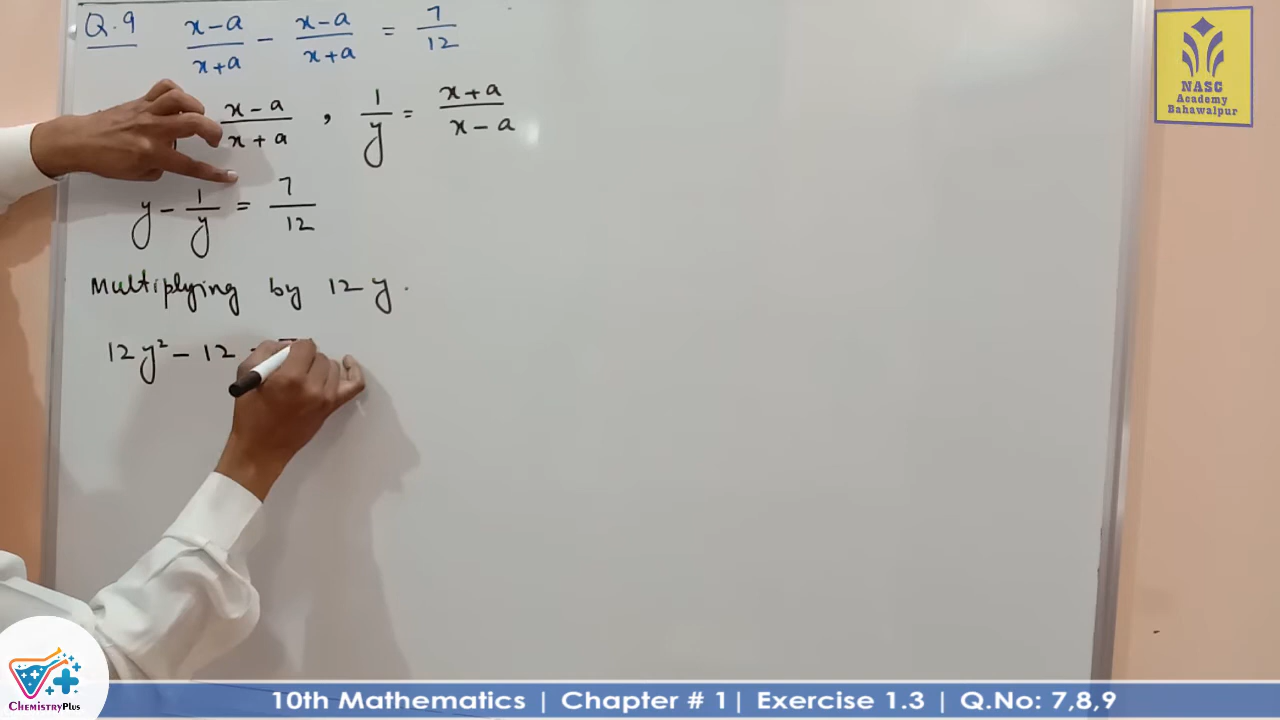 Q.9 x-a/x+a - x-a/x+a = 7/12
x-a/x+a , 1/y = x+a/x-a
y - 1/y = 7/12
Multiplying by 12y.
12y² - 12
NASC
Academy
Bahawalpur
ChemistryPlus
10th Mathematics | Chapter # 1| Exercise 1.3 | Q.No: 7,8,9